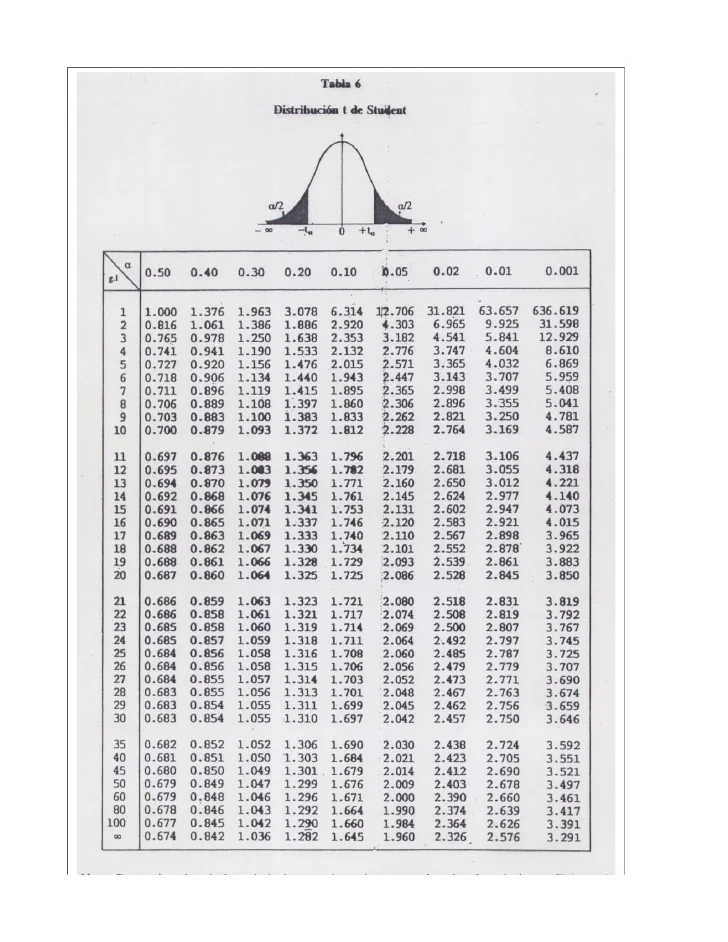 Tabla 6
Distribución t de Student
α/2 α/2
- ∞ -tα 0 +tα + ∞
α
g.l 0.50 0.40 0.30 0.20 0.10 0.05 0.02 0.01 0.001
1 1.000 1.376 1.963 3.078 6.314 12.706 31.821 63.657 636.619
2 0.816 1.061 1.386 1.886 2.920 4.303 6.965 9.925 31.598
3 0.765 0.978 1.250 1.638 2.353 3.182 4.541 5.841 12.929
4 0.741 0.941 1.190 1.533 2.132 2.776 3.747 4.604 8.610
5 0.727 0.920 1.156 1.476 2.015 2.571 3.365 4.032 6.869
6 0.718 0.906 1.134 1.440 1.943 2.447 3.143 3.707 5.959
7 0.711 0.896 1.119 1.415 1.895 2.365 2.998 3.499 5.408
8 0.706 0.889 1.108 1.397 1.860 2.306 2.896 3.355 5.041
9 0.703 0.883 1.100 1.383 1.833 2.262 2.821 3.250 4.781
10 0.700 0.879 1.093 1.372 1.812 2.228 2.764 3.169 4.587
11 0.697 0.876 1.088 1.363 1.796 2.201 2.718 3.106 4.437
12 0.695 0.873 1.083 1.356 1.782 2.179 2.681 3.055 4.318
13 0.694 0.870 1.079 1.350 1.771 2.160 2.650 3.012 4.221
14 0.692 0.868 1.076 1.345 1.761 2.145 2.624 2.977 4.140
15 0.691 0.866 1.074 1.341 1.753 2.131 2.602 2.947 4.073
16 0.690 0.865 1.071 1.337 1.746 2.120 2.583 2.921 4.015
17 0.689 0.863 1.069 1.333 1.740 2.110 2.567 2.898 3.965
18 0.688 0.862 1.067 1.330 1.734 2.101 2.552 2.878 3.922
19 0.688 0.861 1.066 1.328 1.729 2.093 2.539 2.861 3.883
20 0.687 0.860 1.064 1.325 1.725 2.086 2.528 2.845 3.850
21 0.686 0.859 1.063 1.323 1.721 2.080 2.518 2.831 3.819
22 0.686 0.858 1.061 1.321 1.717 2.074 2.508 2.819 3.792
23 0.685 0.858 1.060 1.319 1.714 2.069 2.500 2.807 3.767
24 0.685 0.857 1.059 1.318 1.711 2.064 2.492 2.797 3.745
25 0.684 0.856 1.058 1.316 1.708 2.060 2.485 2.787 3.725
26 0.684 0.856 1.058 1.315 1.706 2.056 2.479 2.779 3.707
27 0.684 0.855 1.057 1.314 1.703 2.052 2.473 2.771 3.690
28 0.683 0.855 1.056 1.313 1.701 2.048 2.467 2.763 3.674
29 0.683 0.854 1.055 1.311 1.699 2.045 2.462 2.756 3.659
30 0.683 0.854 1.055 1.310 1.697 2.042 2.457 2.750 3.646
35 0.682 0.852 1.052 1.306 1.690 2.030 2.438 2.724 3.592
40 0.681 0.851 1.050 1.303 1.684 2.021 2.423 2.705 3.551
45 0.680 0.850 1.049 1.301 1.679 2.014 2.412 2.690 3.521
50 0.679 0.849 1.047 1.299 1.676 2.009 2.403 2.678 3.497
60 0.679 0.848 1.046 1.296 1.671 2.000 2.390 2.660 3.461
80 0.678 0.846 1.043 1.292 1.664 1.990 2.374 2.639 3.417
100 0.677 0.845 1.042 1.290 1.660 1.984 2.364 2.626 3.391
∞ 0.674 0.842 1.036 1.282 1.645 1.960 2.326 2.576 3.291